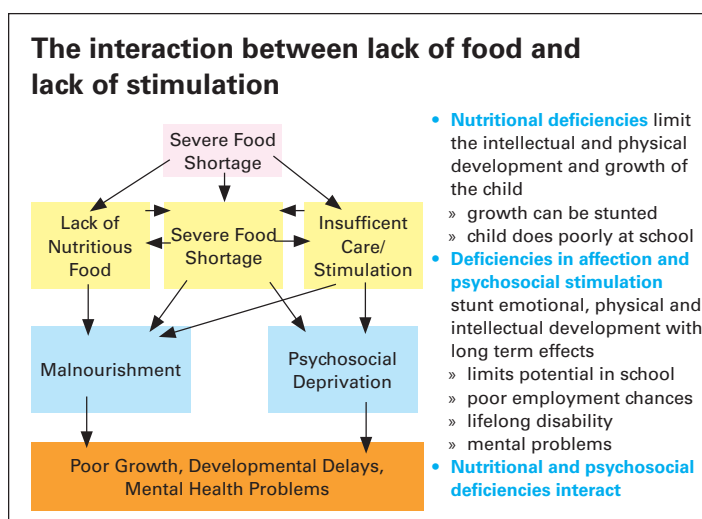 The interaction between lack of food and
lack of stimulation
Severe Food
Shortage
Lack of
Nutritious
Food
Severe Food
Shortage
Insufficent
Care/
Stimulation
Malnourishment
Psychosocial
Deprivation
Poor Growth, Developmental Delays,
Mental Health Problems
• Nutritional deficiencies limit
the intellectual and physical
development and growth of
the child
» growth can be stunted
» child does poorly at school
• Deficiencies in affection and
psychosocial stimulation
stunt emotional, physical and
intellectual development with
long term effects
» limits potential in school
» poor employment chances
» lifelong disability
» mental problems
• Nutritional and psychosocial
deficiencies interact